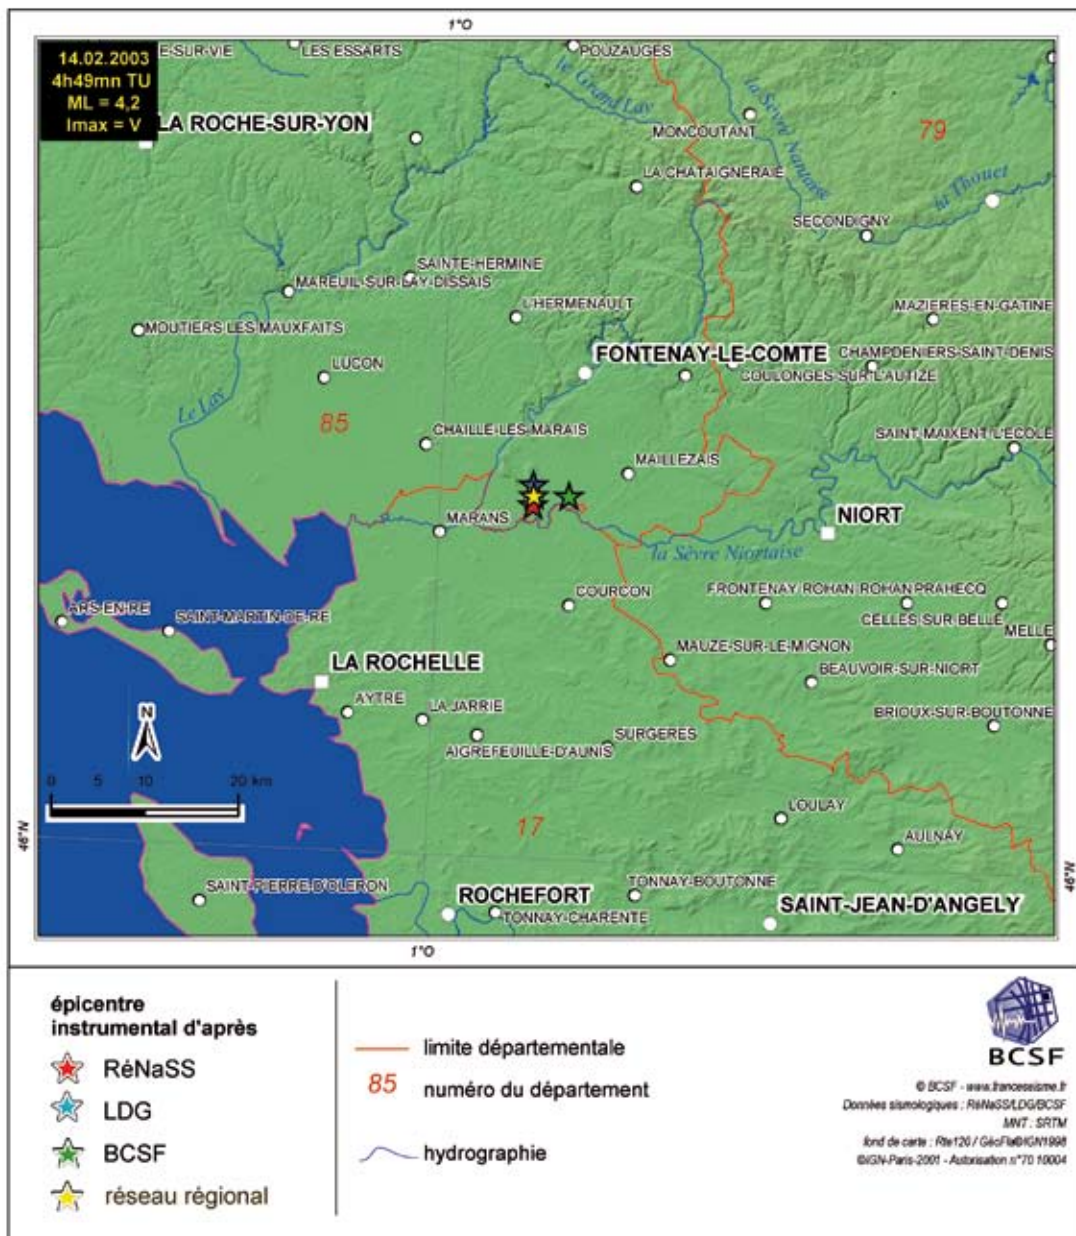 1°O
14.02.2003
4h49mn TU
ML = 4,2
Imax = V
E-SUR-VIE
LES ESSARTS
POUZAUGES
le Grand Lay
la Sèvre Nantaise
79
LA ROCHE-SUR-YON
MONCOUTANT
LA CHATAIGNERAIE
la Thouet
SECONDIGNY
SAINTE-HERMINE
MAREUIL-SUR-LAY-DISSAIS
L'HERMENAULT
MAZIERES-EN-GATINE
MOUTIERS LES MAUXFAITS
FONTENAY-LE-COMTE
CHAMPDENIERS-SAINT-DENIS
LUCON
COULONGES-SUR-L'AUTIZE
Le Lay
85
CHAILLE-LES-MARAIS
SAINT-MAIXENT L'ECOLE
MAILLEZAIS
MARANS
NIORT
la Sèvre Niortaise
ARS-EN-RE
SAINT-MARTIN-DE-RE
COURCON
FRONTENAY-ROHAN ROHAN
PRAHECQ
CELLES-SUR-BELLE
MELLE
MAUZE-SUR-LE-MIGNON
LA ROCHELLE
BEAUVOIR-SUR-NIORT
AYTRE
LA JARRIE
BRIOUX-SUR-BOUTONNE
N
SURGERES
AIGREFEUILLE-D'AUNIS
0 5 10 20 km
LOULAY
17
46°N
AULNAY
46°N
SAINT-PIERRE-D'OLERON
TONNAY-BOUTONNE
ROCHEFORT
SAINT-JEAN-D'ANGELY
TONNAY-CHARENTE
1°O
épicentre
instrumental d'après
RéNaSS
LDG
BCSF
réseau régional
limite départementale
85 numéro du département
hydrographie
BCSF
© BCSF - www.franceseisme.fr
Données sismologiques : RéNaSS/LDG/BCSF
MNT : SRTM
fond de carte : Rte120 / GéoFla®IGN1998
©IGN-Paris-2001 - Autorisation n°70 10004